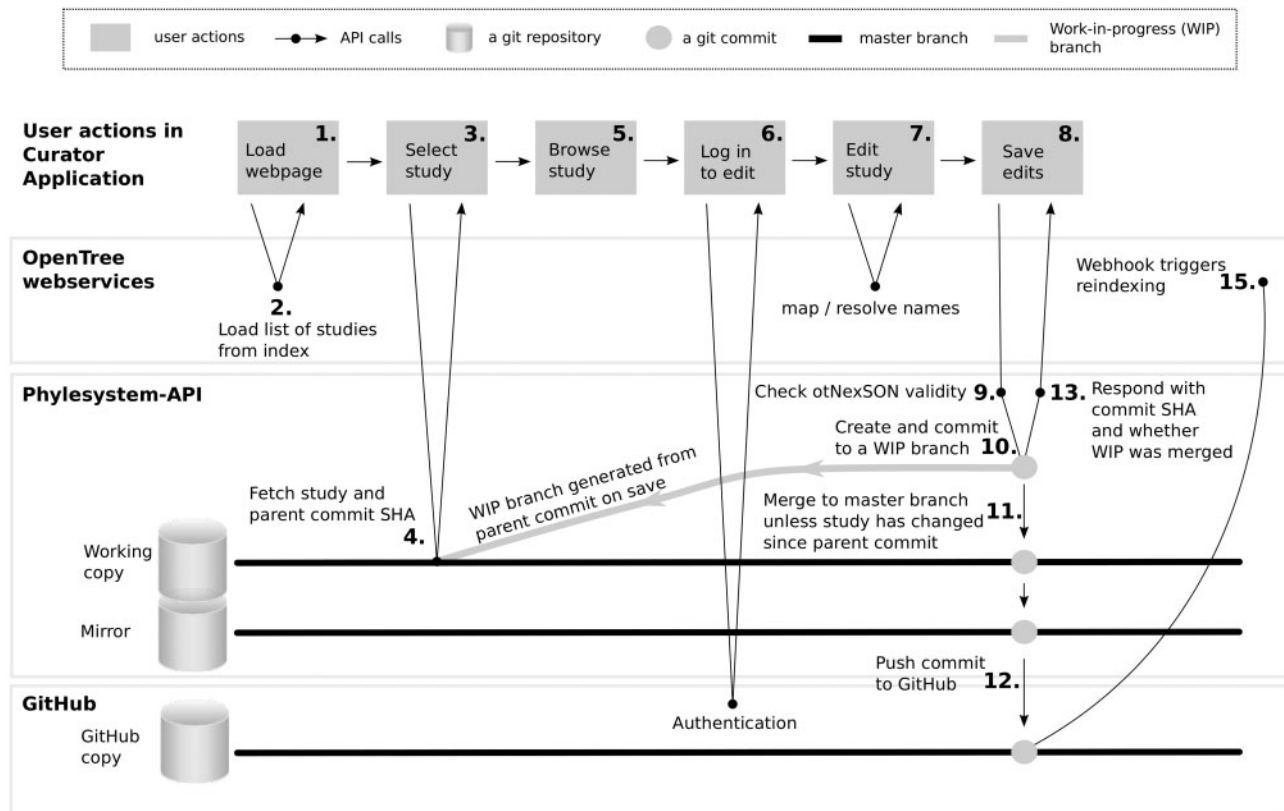 user actions
API calls
a git repository
a git commit
master branch
Work-in-progress (WIP)
branch
User actions in
Curator
Application
1.
Load
webpage
3.
Select
study
5.
Browse
study
6.
Log in
to edit
7.
Edit
study
8.
Save
edits
OpenTree
webservices
2.
Load list of studies
from index
map / resolve names
Webhook triggers
reindexing
15.
Phylesystem-API
Check otNexSON validity
9.
13.
Respond with
commit SHA
and whether
WIP was merged
Create and commit
to a WIP branch
10.
WIP branch generated from
parent commit on save
Fetch study and
parent commit SHA
4.
Merge to master branch
unless study has changed
since parent commit
11.
Working
copy
Mirror
Push commit
to GitHub
12.
GitHub
Authentication
GitHub
copy